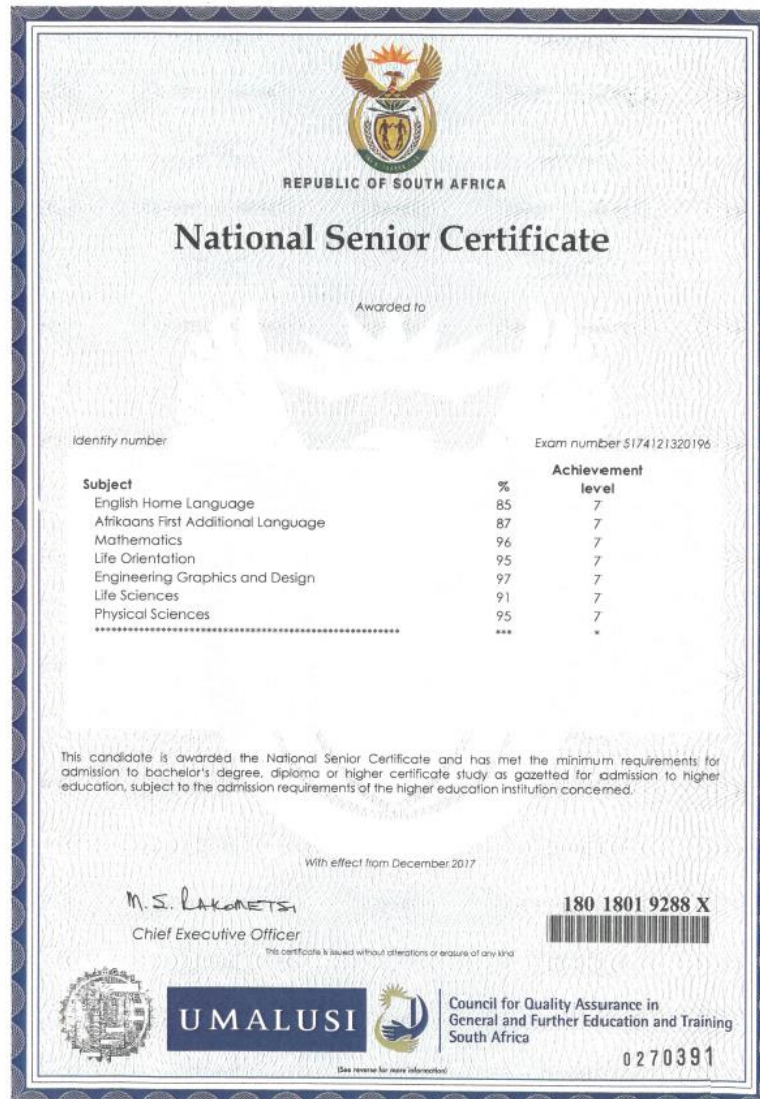 REPUBLIC OF SOUTH AFRICA
National Senior Certificate
Awarded to
Identity number Exam number 5174121320196
Subject % Achievement level
English Home Language 85 7
Afrikaans First Additional Language 87 7
Mathematics 96 7
Life Orientation 95 7
Engineering Graphics and Design 97 7
Life Sciences 91 7
Physical Sciences 95 7
********************************************************** *** *
This candidate is awarded the National Senior Certificate and has met the minimum requirements for
admission to bachelor's degree, diploma or higher certificate study as gazetted for admission to higher
education, subject to the admission requirements of the higher education institution concerned.
With effect from December 2017
M. S. RAKOMETSI
Chief Executive Officer
180 1801 9288 X
This certificate is issued without alterations or erasure of any kind
UMALUSI
Council for Quality Assurance in
General and Further Education and Training
South Africa
0270391
(See reverse for more information)